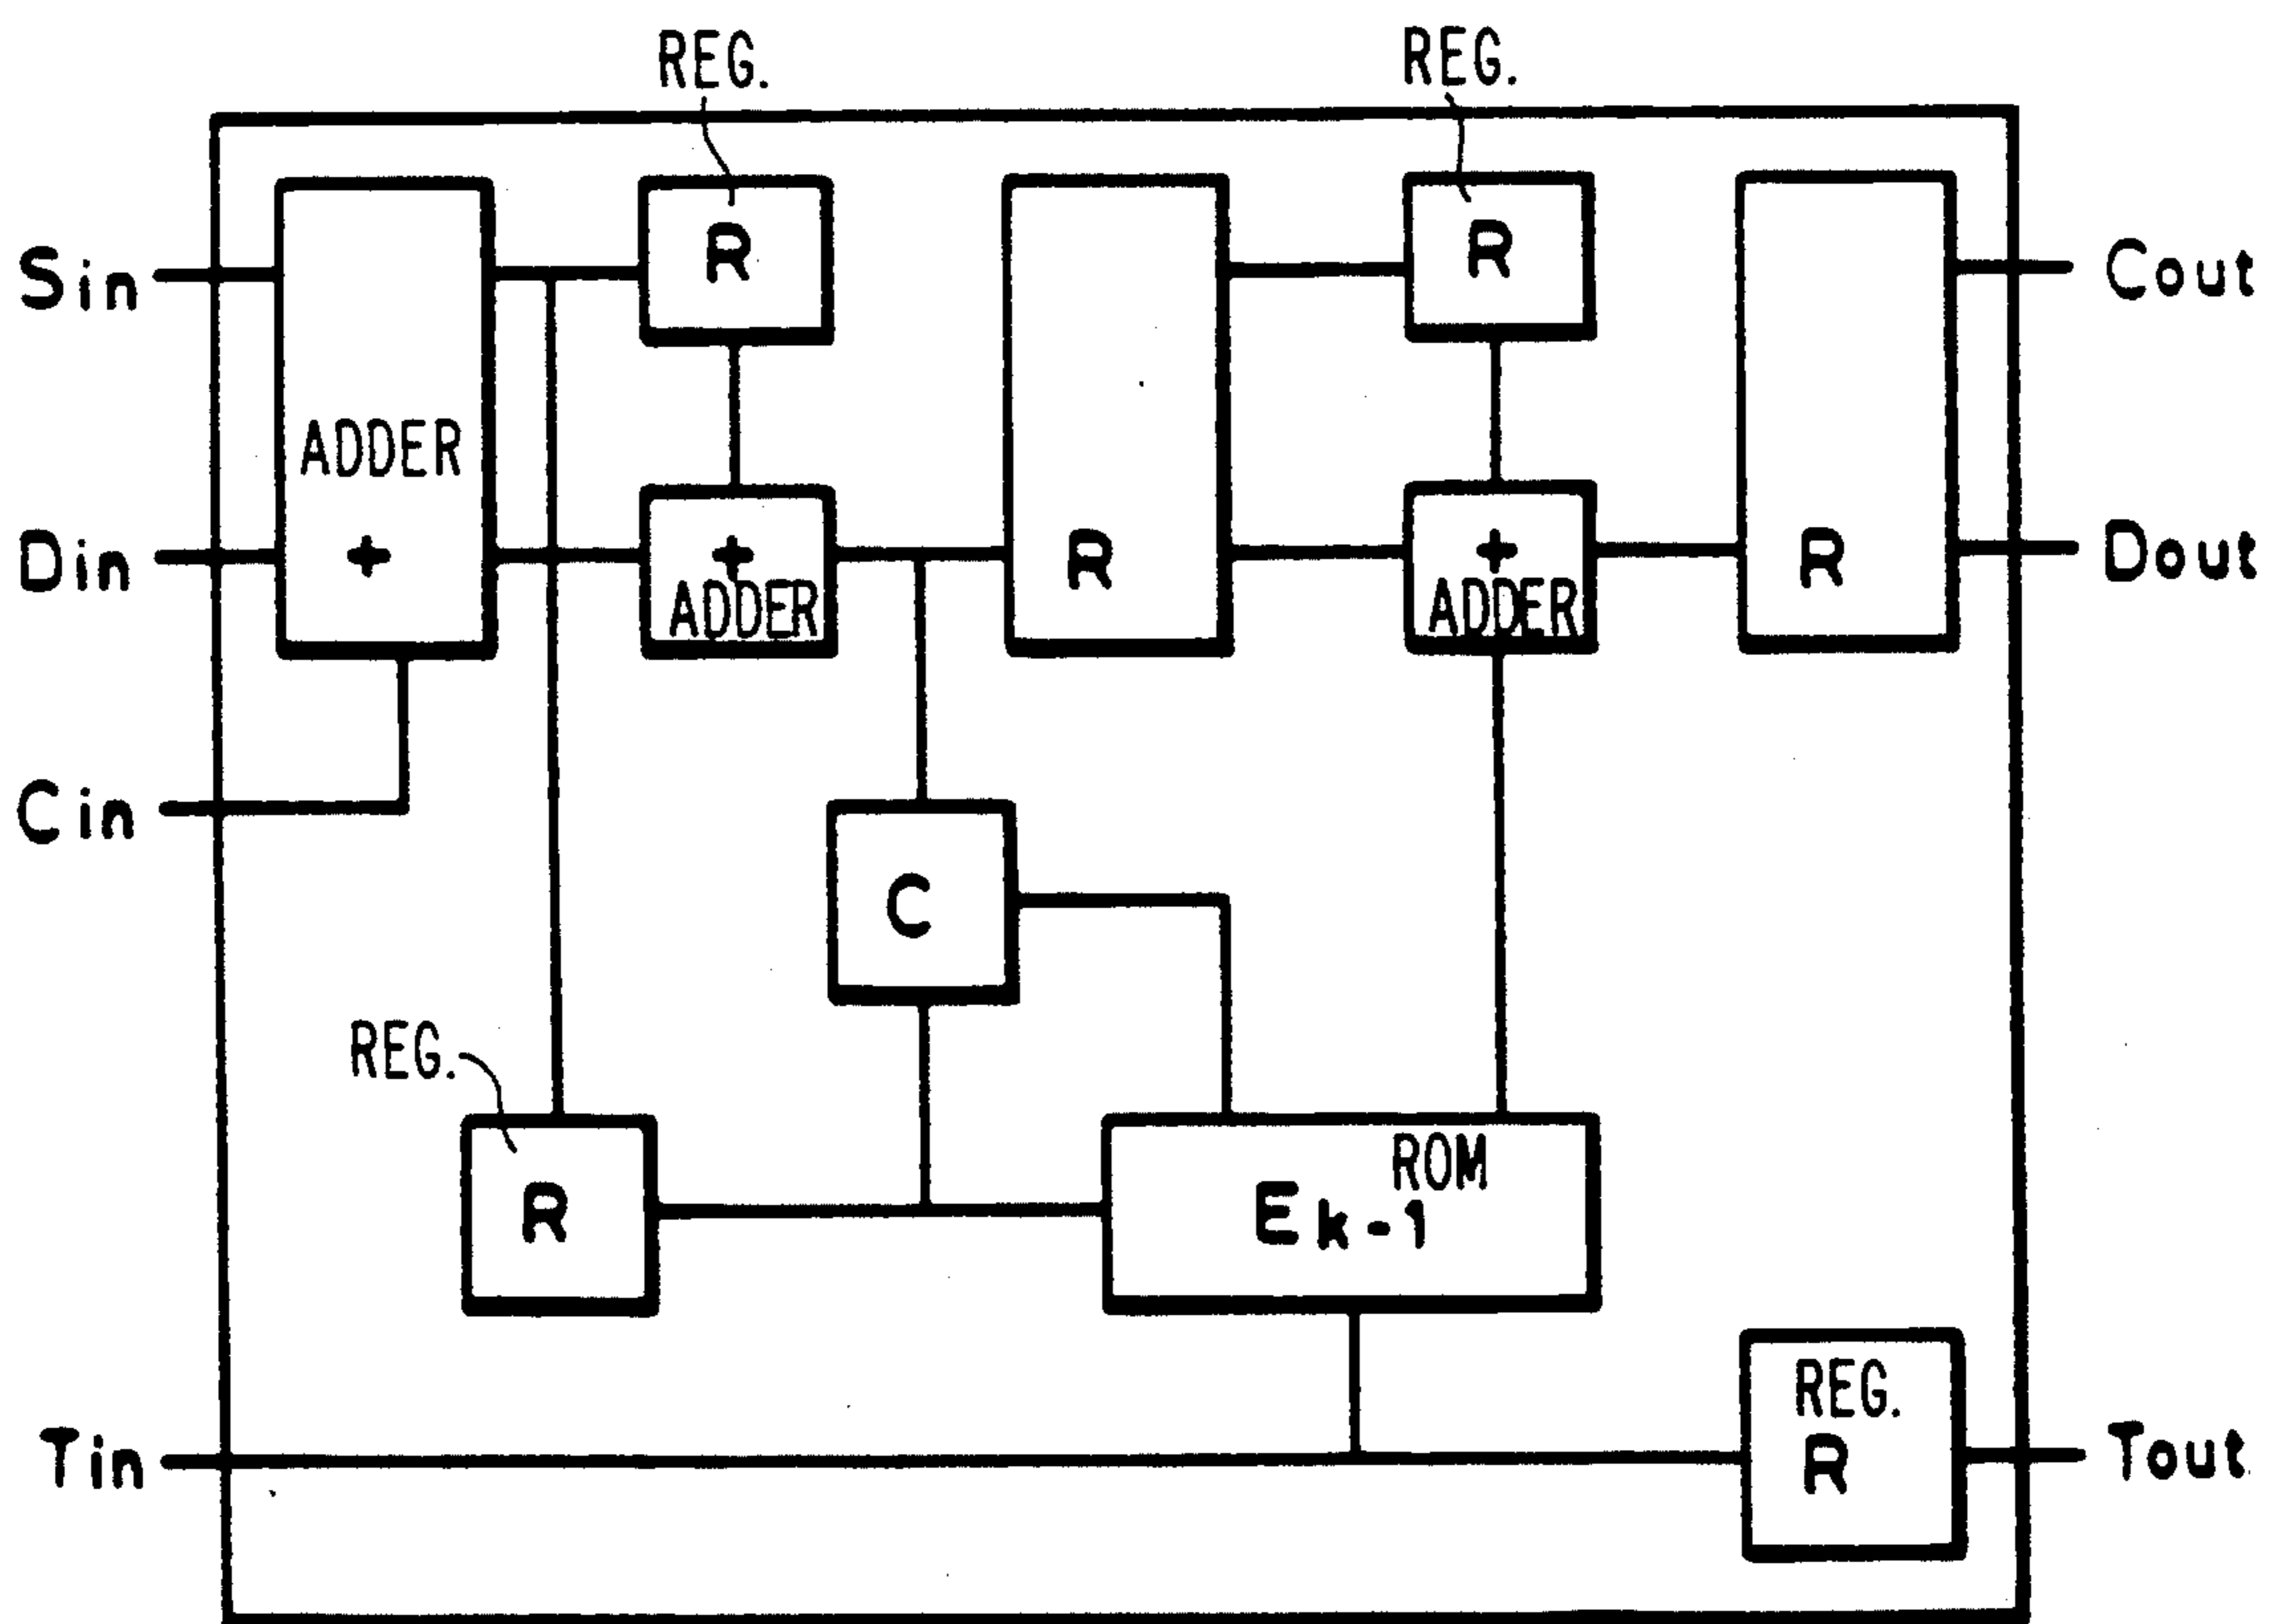 REG.
REG.
R
R
Sin
Cout
ADDER
Din
+
+
ADDER
R
+
ADDER
R
Dout
Cin
C
REG.
R
ROM
Ek-1
REG.
R
Tin
Tout